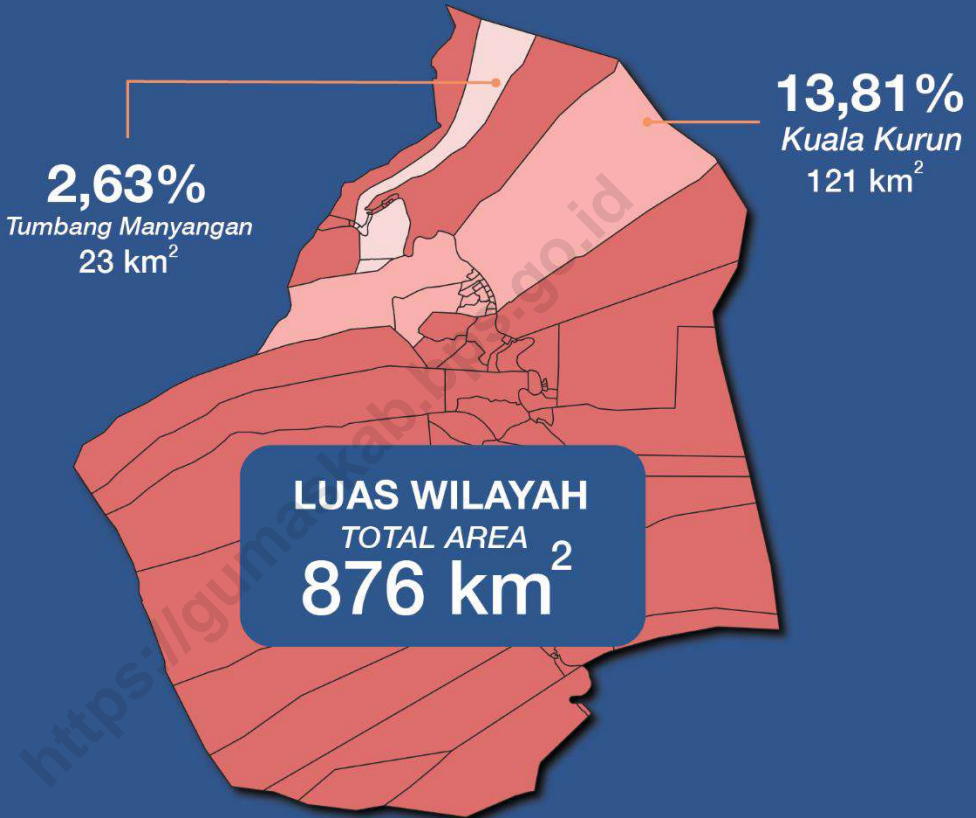 13,81%
Kuala Kurun
121 km²
2,63%
Tumbang Manyangan
23 km²
LUAS WILAYAH
TOTAL AREA
876 km²
https://gumaskab.bps.go.id